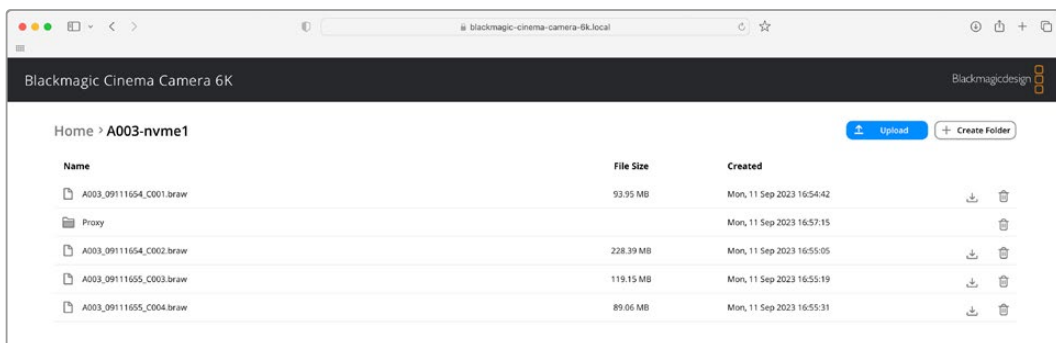 blackmagic-cinema-camera-6k.local
Blackmagic Cinema Camera 6K
Blackmagicdesign
Home > A003-nvme1
Upload
+ Create Folder
Name File Size Created
A003_09111654_C001.braw 93.95 MB Mon, 11 Sep 2023 16:54:42
Proxy Mon, 11 Sep 2023 16:57:15
A003_09111654_C002.braw 228.39 MB Mon, 11 Sep 2023 16:55:05
A003_09111655_C003.braw 119.15 MB Mon, 11 Sep 2023 16:55:19
A003_09111655_C004.braw 89.06 MB Mon, 11 Sep 2023 16:55:31